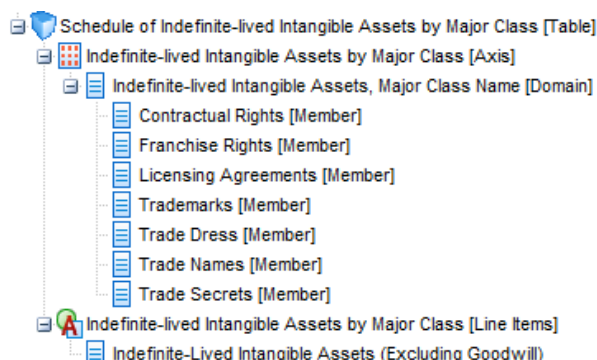 Schedule of Indefinite-lived Intangible Assets by Major Class [Table]
Indefinite-lived Intangible Assets by Major Class [Axis]
Indefinite-lived Intangible Assets, Major Class Name [Domain]
Contractual Rights [Member]
Franchise Rights [Member]
Licensing Agreements [Member]
Trademarks [Member]
Trade Dress [Member]
Trade Names [Member]
Trade Secrets [Member]
Indefinite-lived Intangible Assets by Major Class [Line Items]
Indefinite-Lived Intangible Assets (Excluding Goodwill)